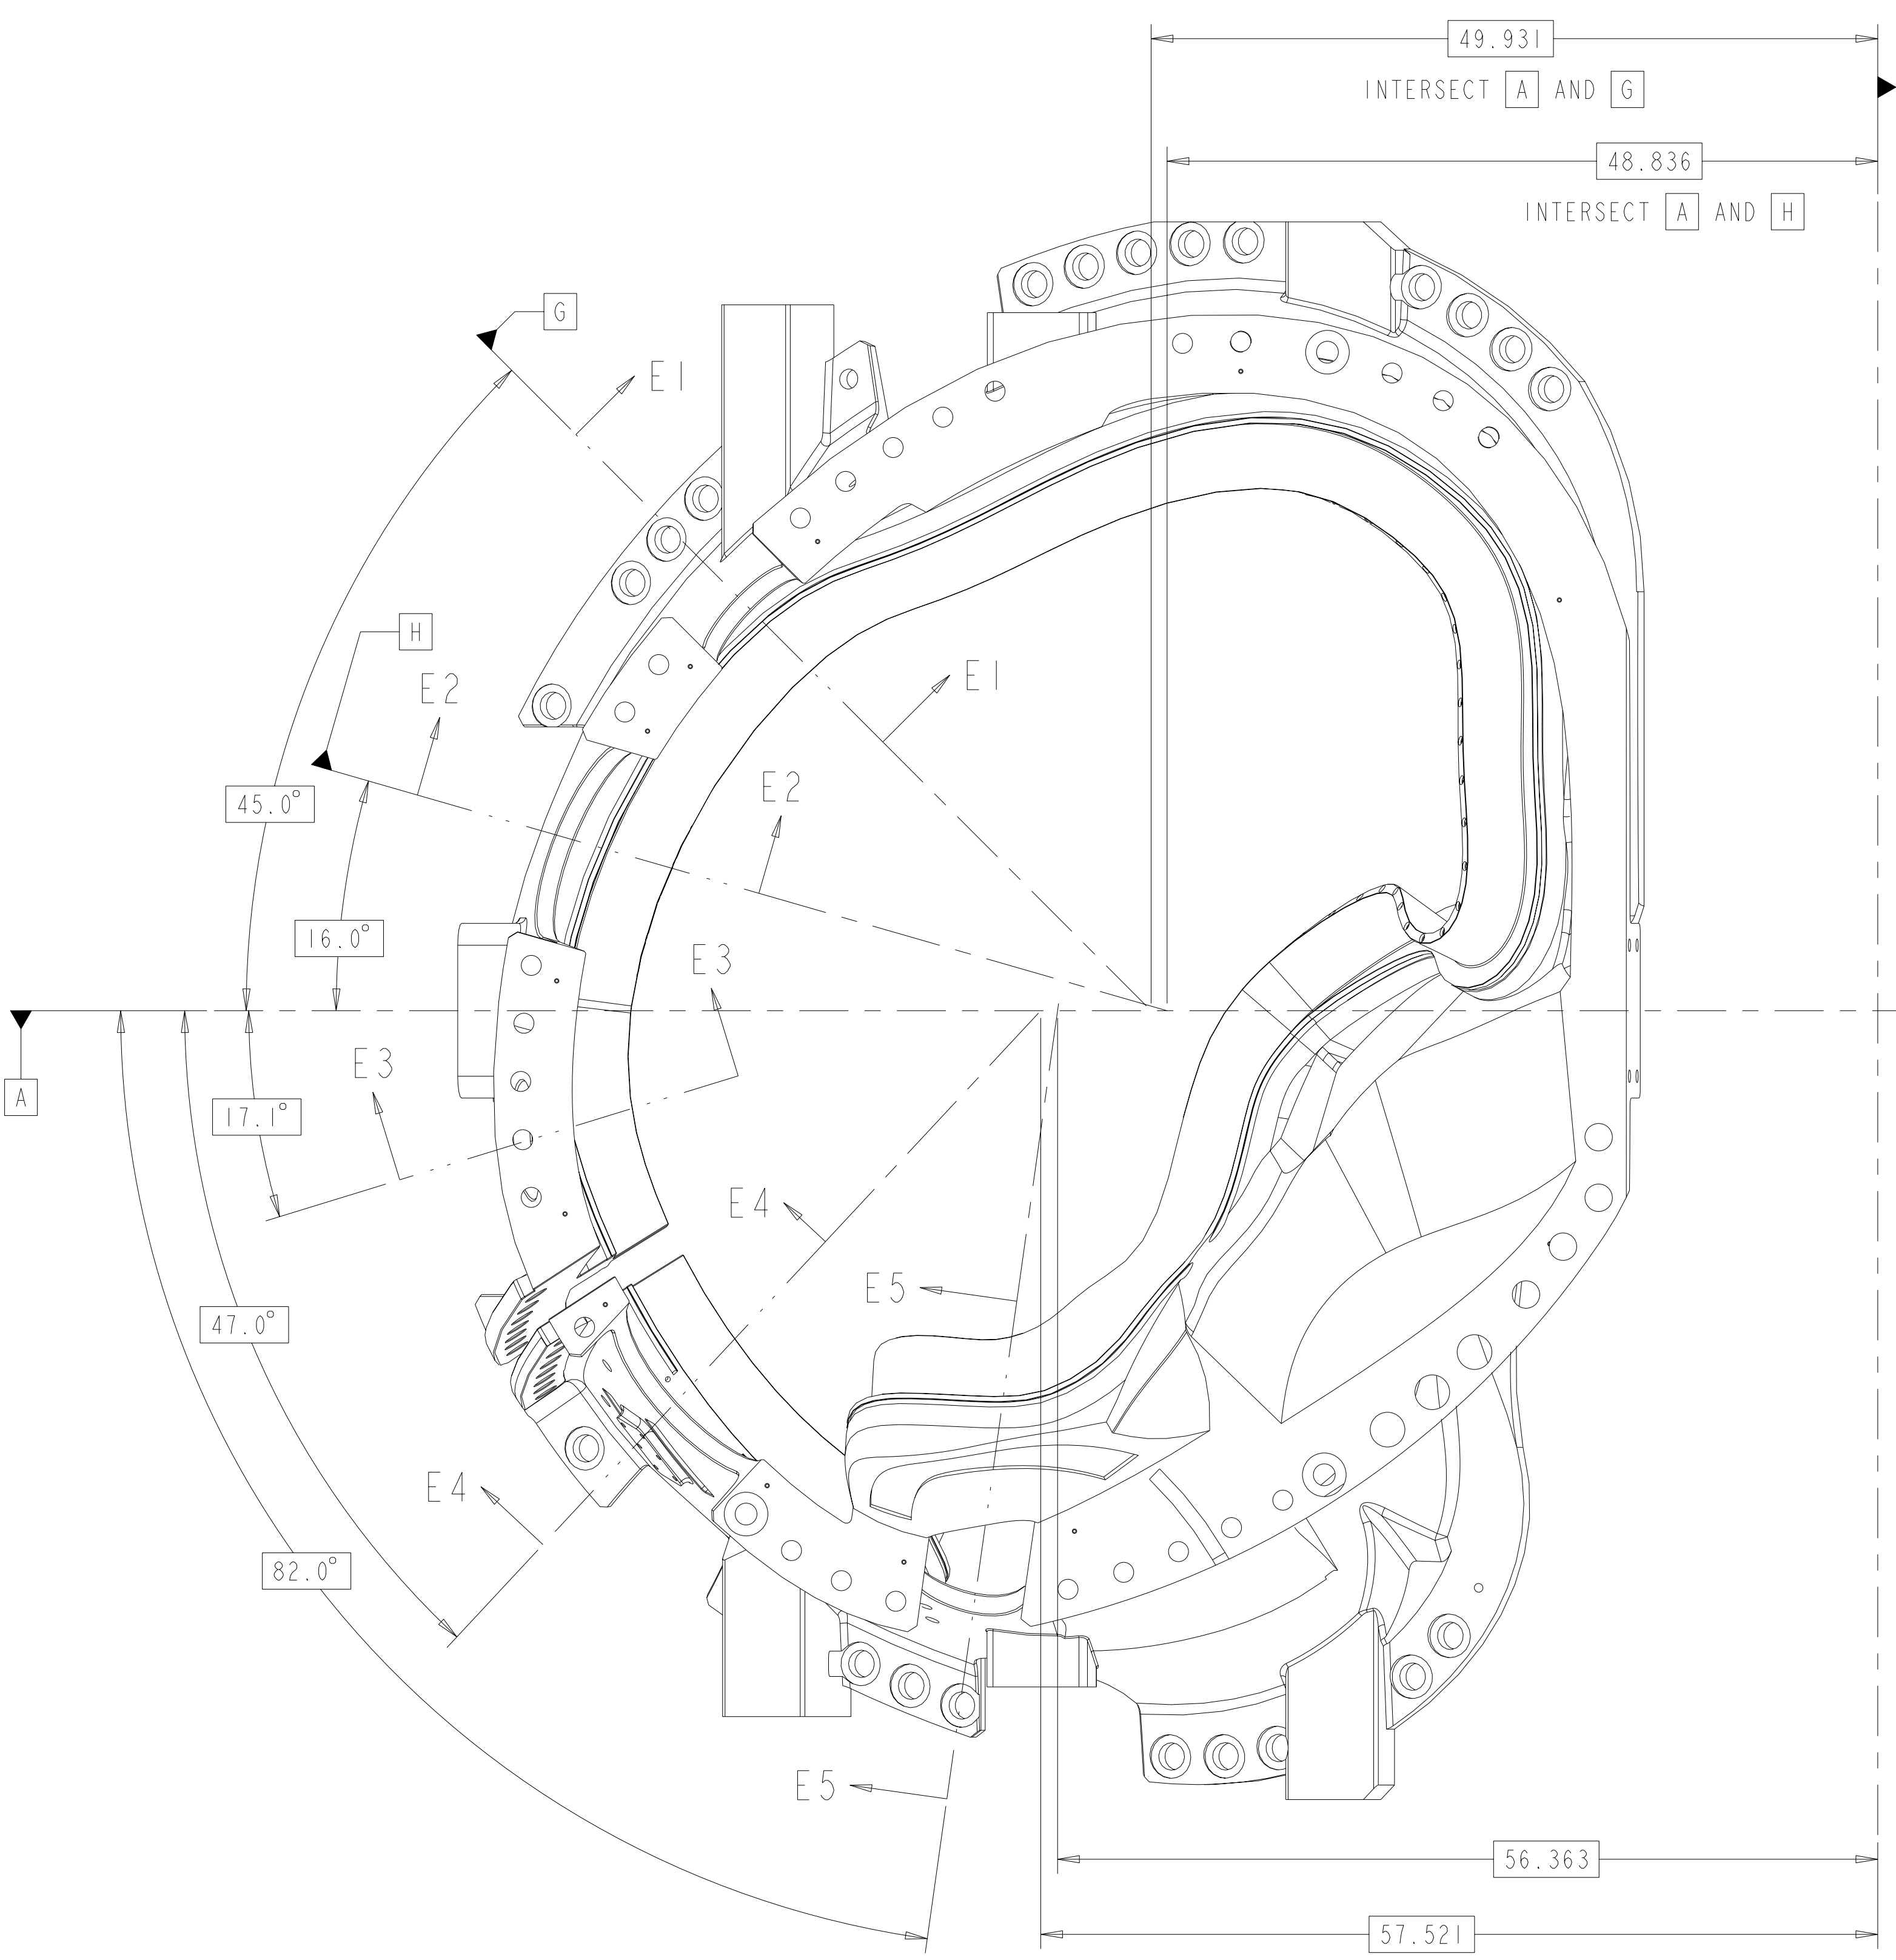 49.931
INTERSECT A AND G
48.836
INTERSECT A AND H
G
E1
H
E2
E1
45.0°
E2
16.0°
E3
A
E3
17.1°
E4
E5
47.0°
E4
82.0°
E5
56.363
57.521